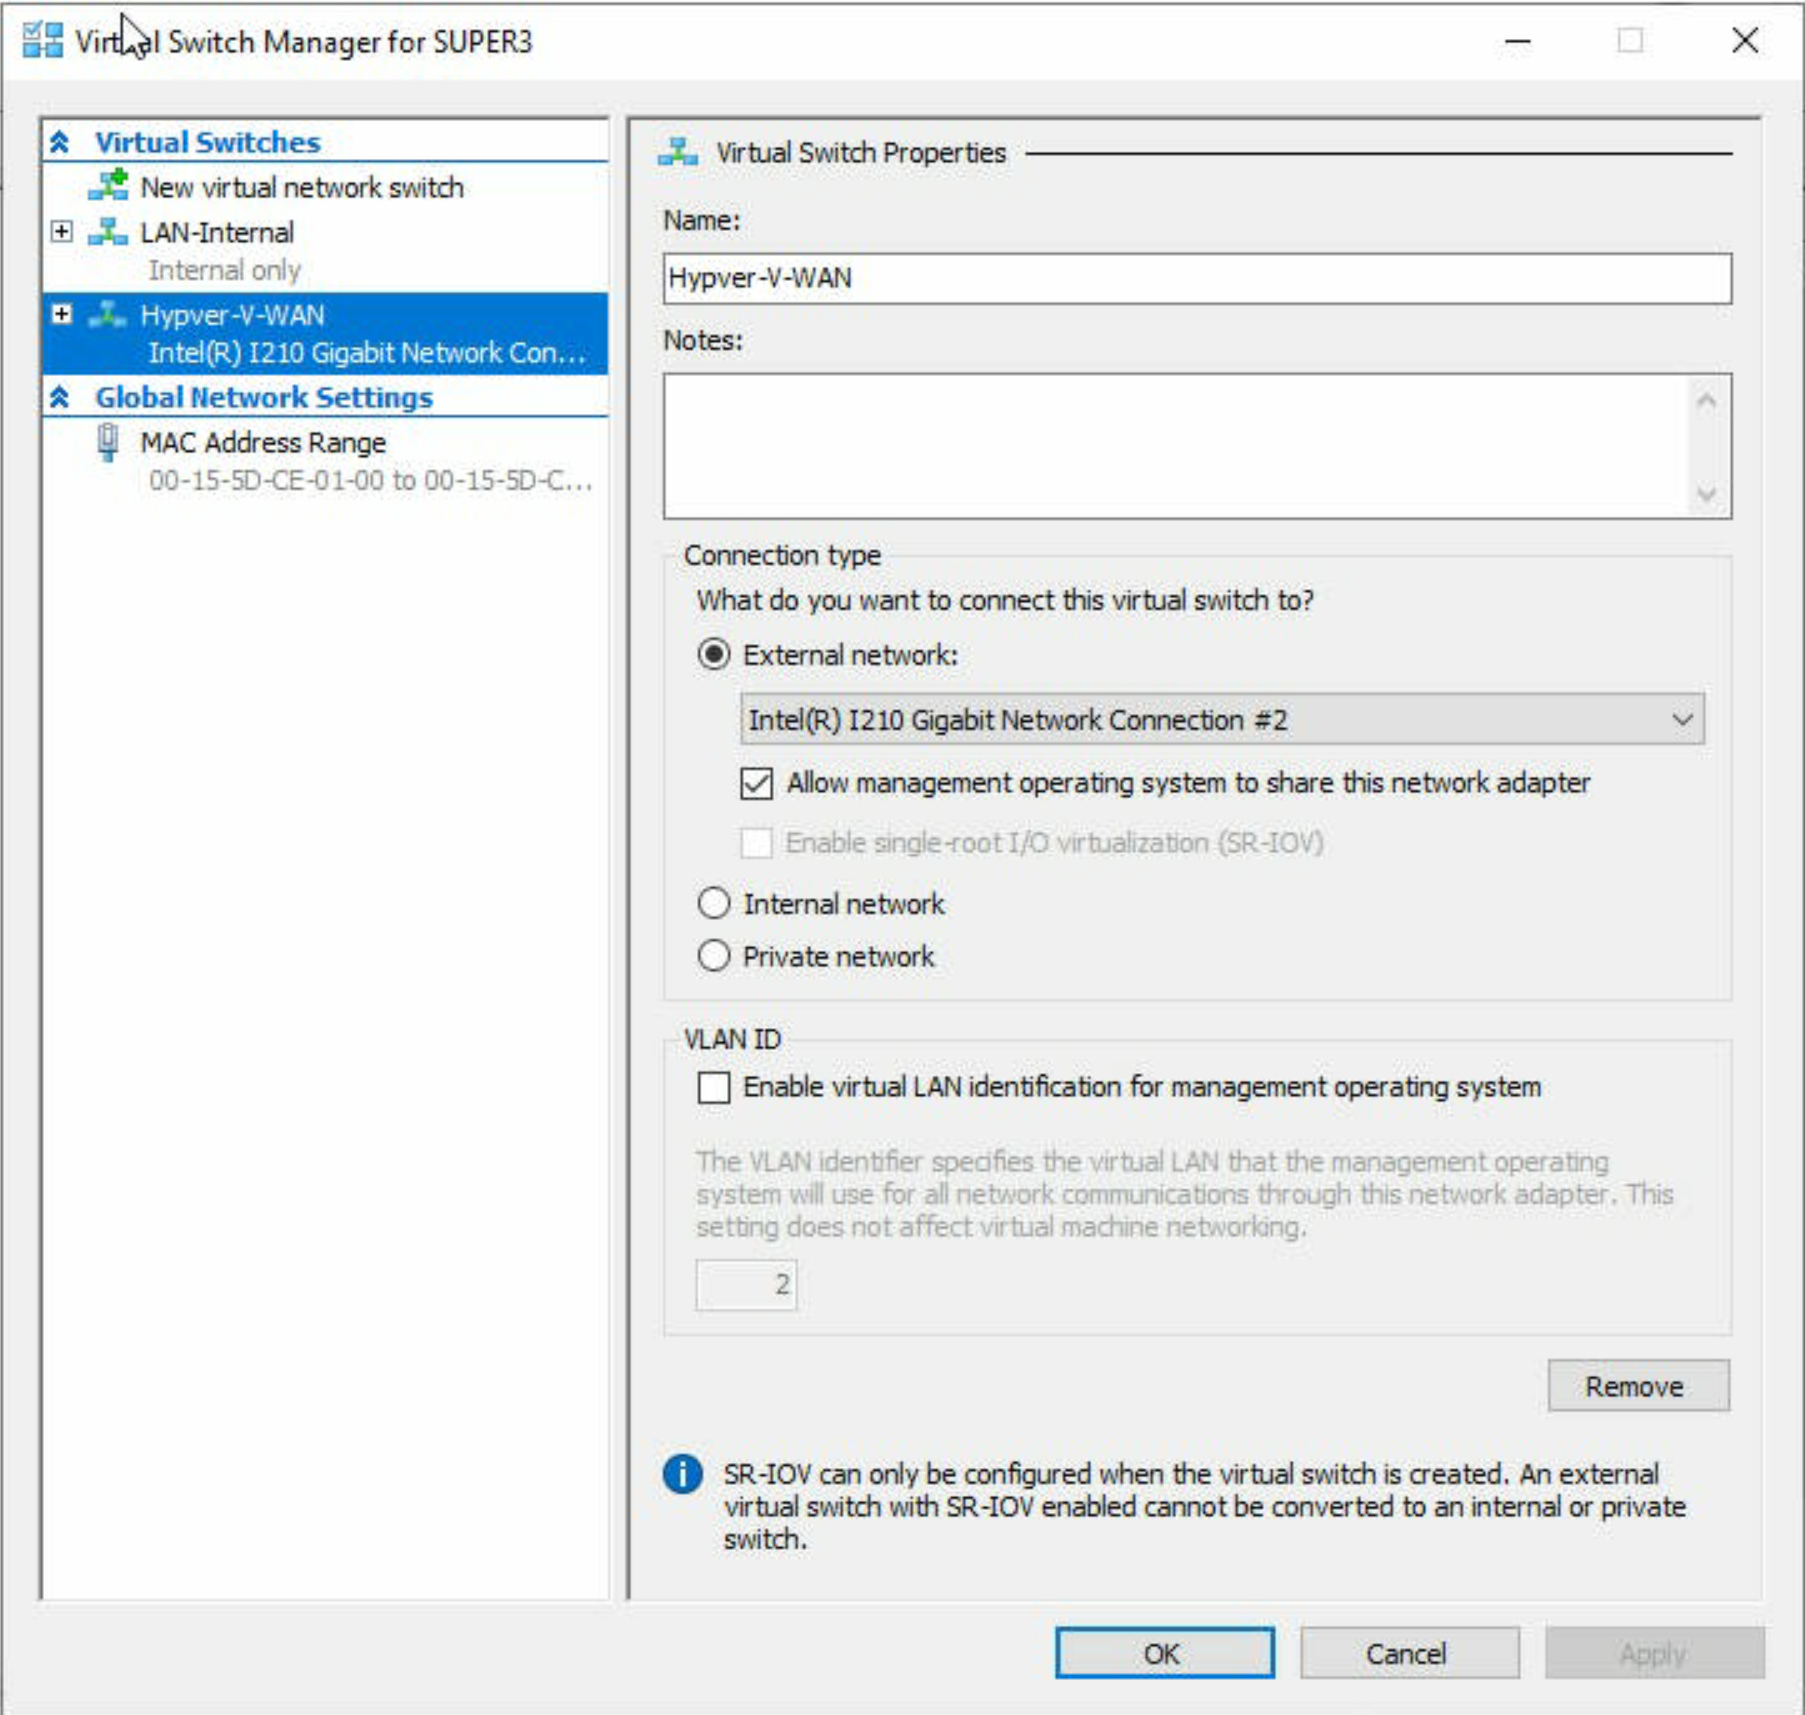 Virtual Switch Manager for SUPER3
Virtual Switches
New virtual network switch
LAN-Internal
Internal only
Hypver-V-WAN
Intel(R) I210 Gigabit Network Con...
Global Network Settings
MAC Address Range
00-15-5D-CE-01-00 to 00-15-5D-C...
Virtual Switch Properties
Name:
Hypver-V-WAN
Notes:
Connection type
What do you want to connect this virtual switch to?
External network:
Intel(R) I210 Gigabit Network Connection #2
Allow management operating system to share this network adapter
Enable single-root I/O virtualization (SR-IOV)
Internal network
Private network
VLAN ID
Enable virtual LAN identification for management operating system
The VLAN identifier specifies the virtual LAN that the management operating
system will use for all network communications through this network adapter. This
setting does not affect virtual machine networking.
2
Remove
SR-IOV can only be configured when the virtual switch is created. An external
virtual switch with SR-IOV enabled cannot be converted to an internal or private
switch.
OK
Cancel
Apply